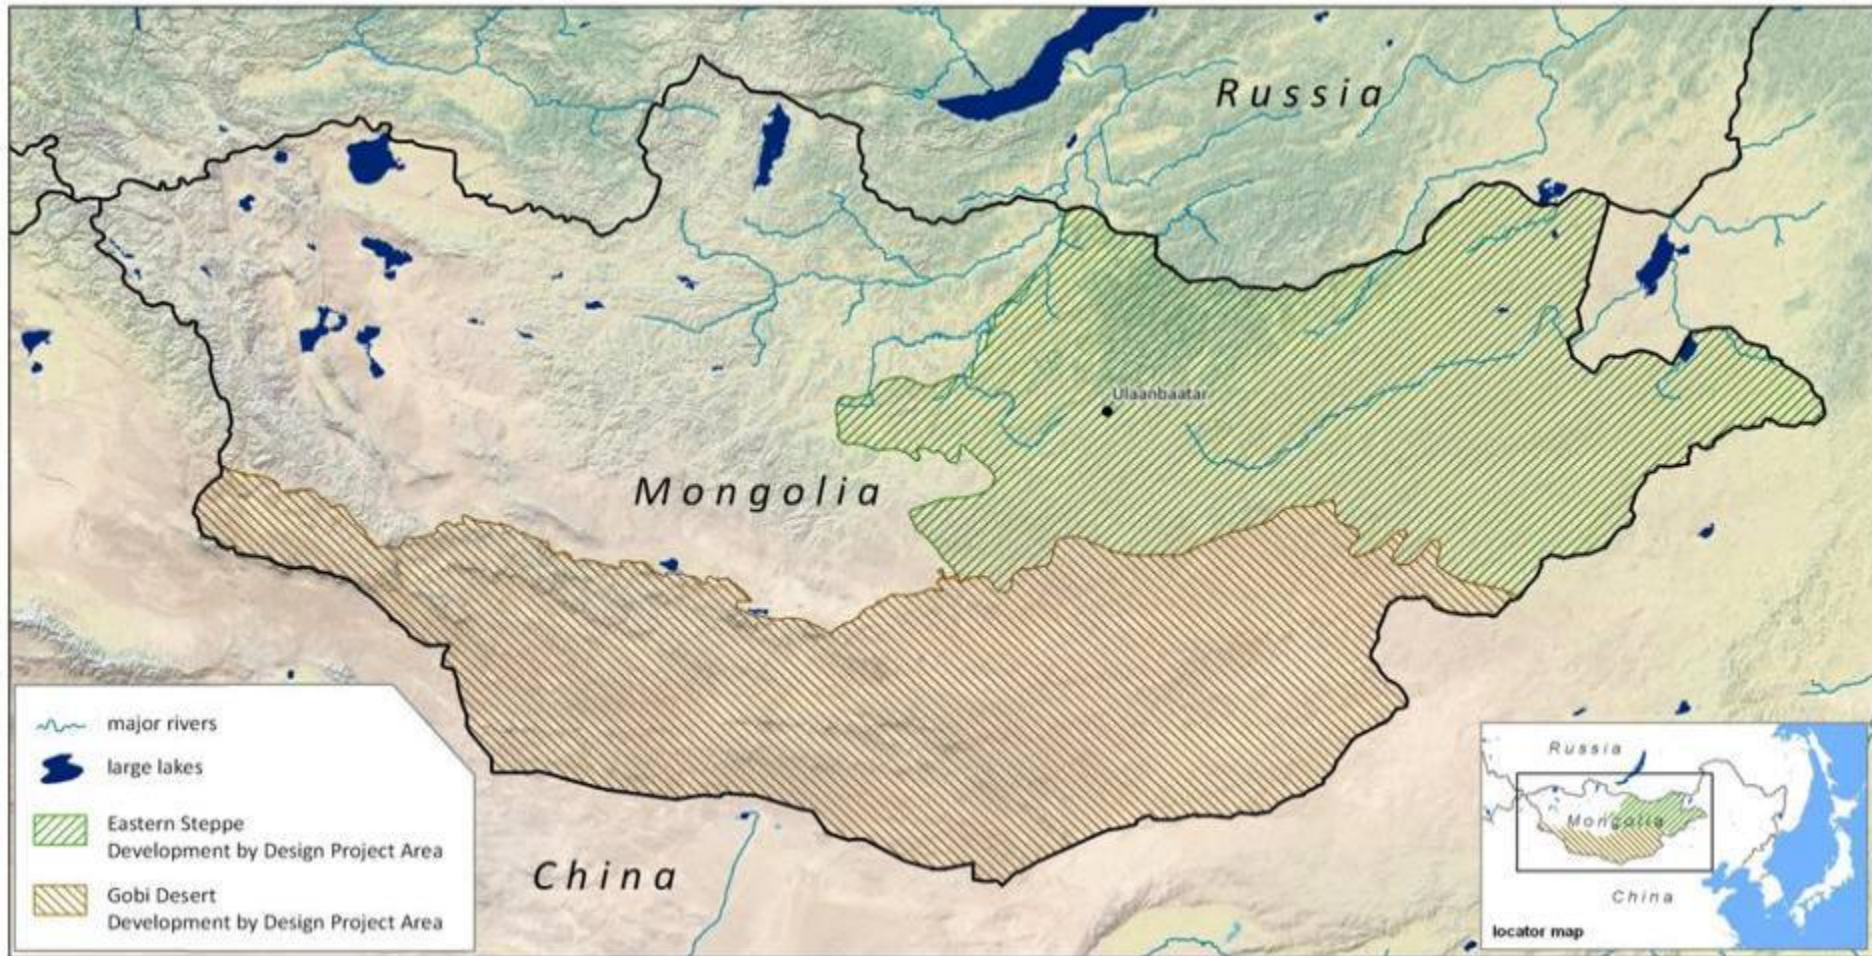 Russia
Ulaanbaatar
Mongolia
China
major rivers
large lakes
Eastern Steppe
Development by Design Project Area
Gobi Desert
Development by Design Project Area
Russia
Mongolia
China
locator map